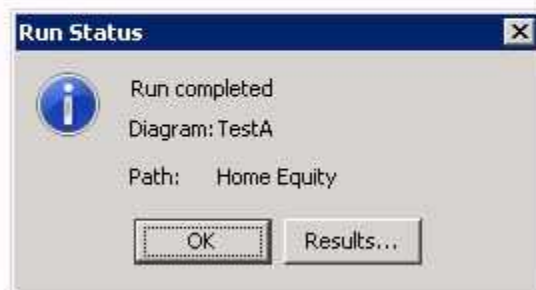 Run Status
Run completed
Diagram: TestA
Path: Home Equity
OK Results...